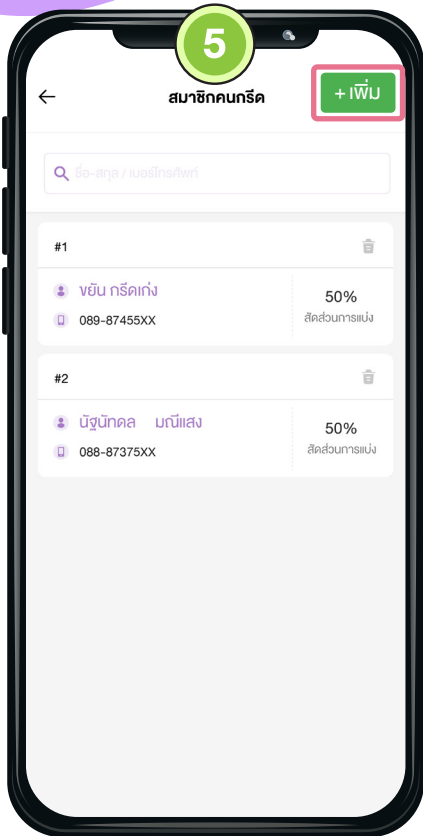 5
สมาชิกคนกรีด
+ เพิ่ม
ชื่อ-สกุล / เบอร์โทรศัพท์
#1
ขยัน กรีดเก่ง
089-87455XX
50%
สัดส่วนการแบ่ง
#2
นัฐนัทดล มณีแสง
088-87375XX
50%
สัดส่วนการแบ่ง